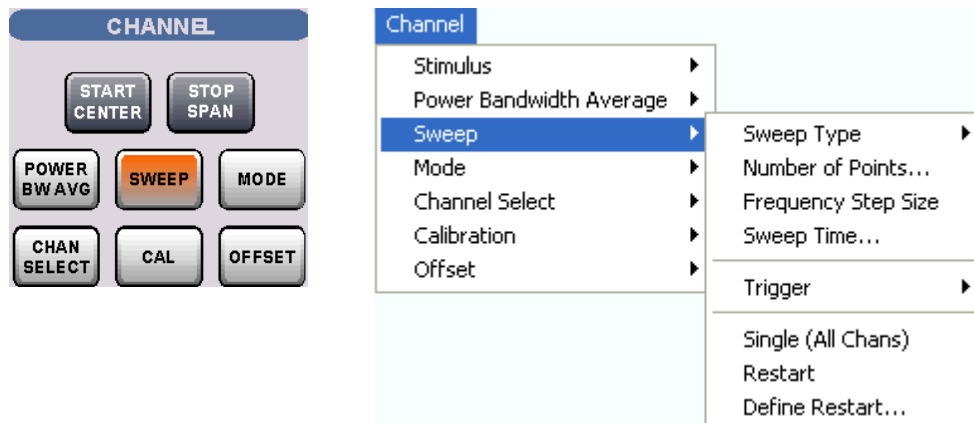 CHANNEL
START
CENTER
STOP
SPAN
POWER
BW AVG
SWEEP
MODE
CHAN
SELECT
CAL
OFFSET
Channel
Stimulus
Power Bandwidth Average
Sweep
Mode
Channel Select
Calibration
Offset
Sweep Type
Number of Points...
Frequency Step Size
Sweep Time...
Trigger
Single (All Chans)
Restart
Define Restart...